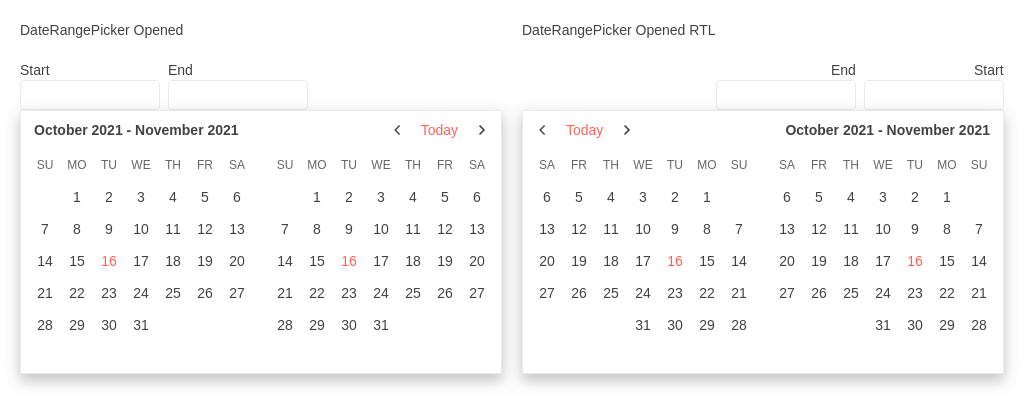 DateRangePicker Opened
Start End
October 2021 - November 2021 Today
SU MO TU WE TH FR SA SU MO TU WE TH FR SA
1 2 3 4 5 6 1 2 3 4 5 6
7 8 9 10 11 12 13 7 8 9 10 11 12 13
14 15 16 17 18 19 20 14 15 16 17 18 19 20
21 22 23 24 25 26 27 21 22 23 24 25 26 27
28 29 30 31 28 29 30 31
DateRangePicker Opened RTL
End Start
Today October 2021 - November 2021
SA FR TH WE TU MO SU SA FR TH WE TU MO SU
6 5 4 3 2 1 6 5 4 3 2 1
13 12 11 10 9 8 7 13 12 11 10 9 8 7
20 19 18 17 16 15 14 20 19 18 17 16 15 14
27 26 25 24 23 22 21 27 26 25 24 23 22 21
31 30 29 28 31 30 29 28